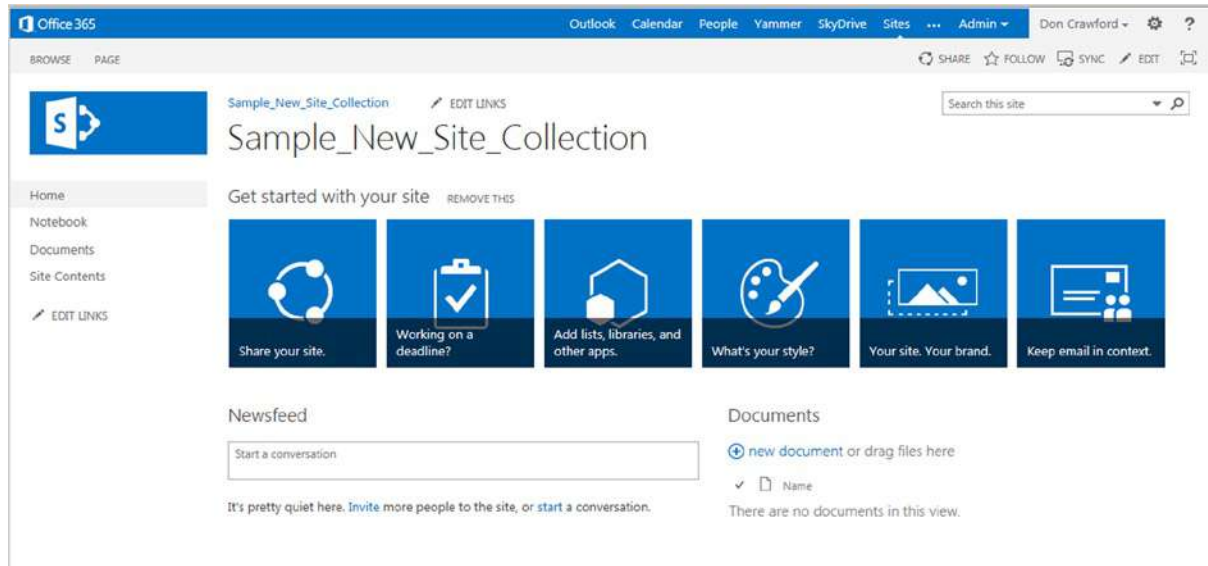 Office 365 Outlook Calendar People Yammer SkyDrive Sites ... Admin Don Crawford ?
BROWSE PAGE SHARE FOLLOW SYNC EDIT
S
Sample_New_Site_Collection EDIT LINKS Search this site
Sample_New_Site_Collection
Home
Notebook
Documents
Site Contents
EDIT LINKS
Get started with your site REMOVE THIS
Share your site.
Working on a
deadline?
Add lists, libraries, and
other apps.
What's your style?
Your site. Your brand.
Keep email in context.
Newsfeed
Start a conversation
It's pretty quiet here. Invite more people to the site, or start a conversation.
Documents
new document or drag files here
Name
There are no documents in this view.